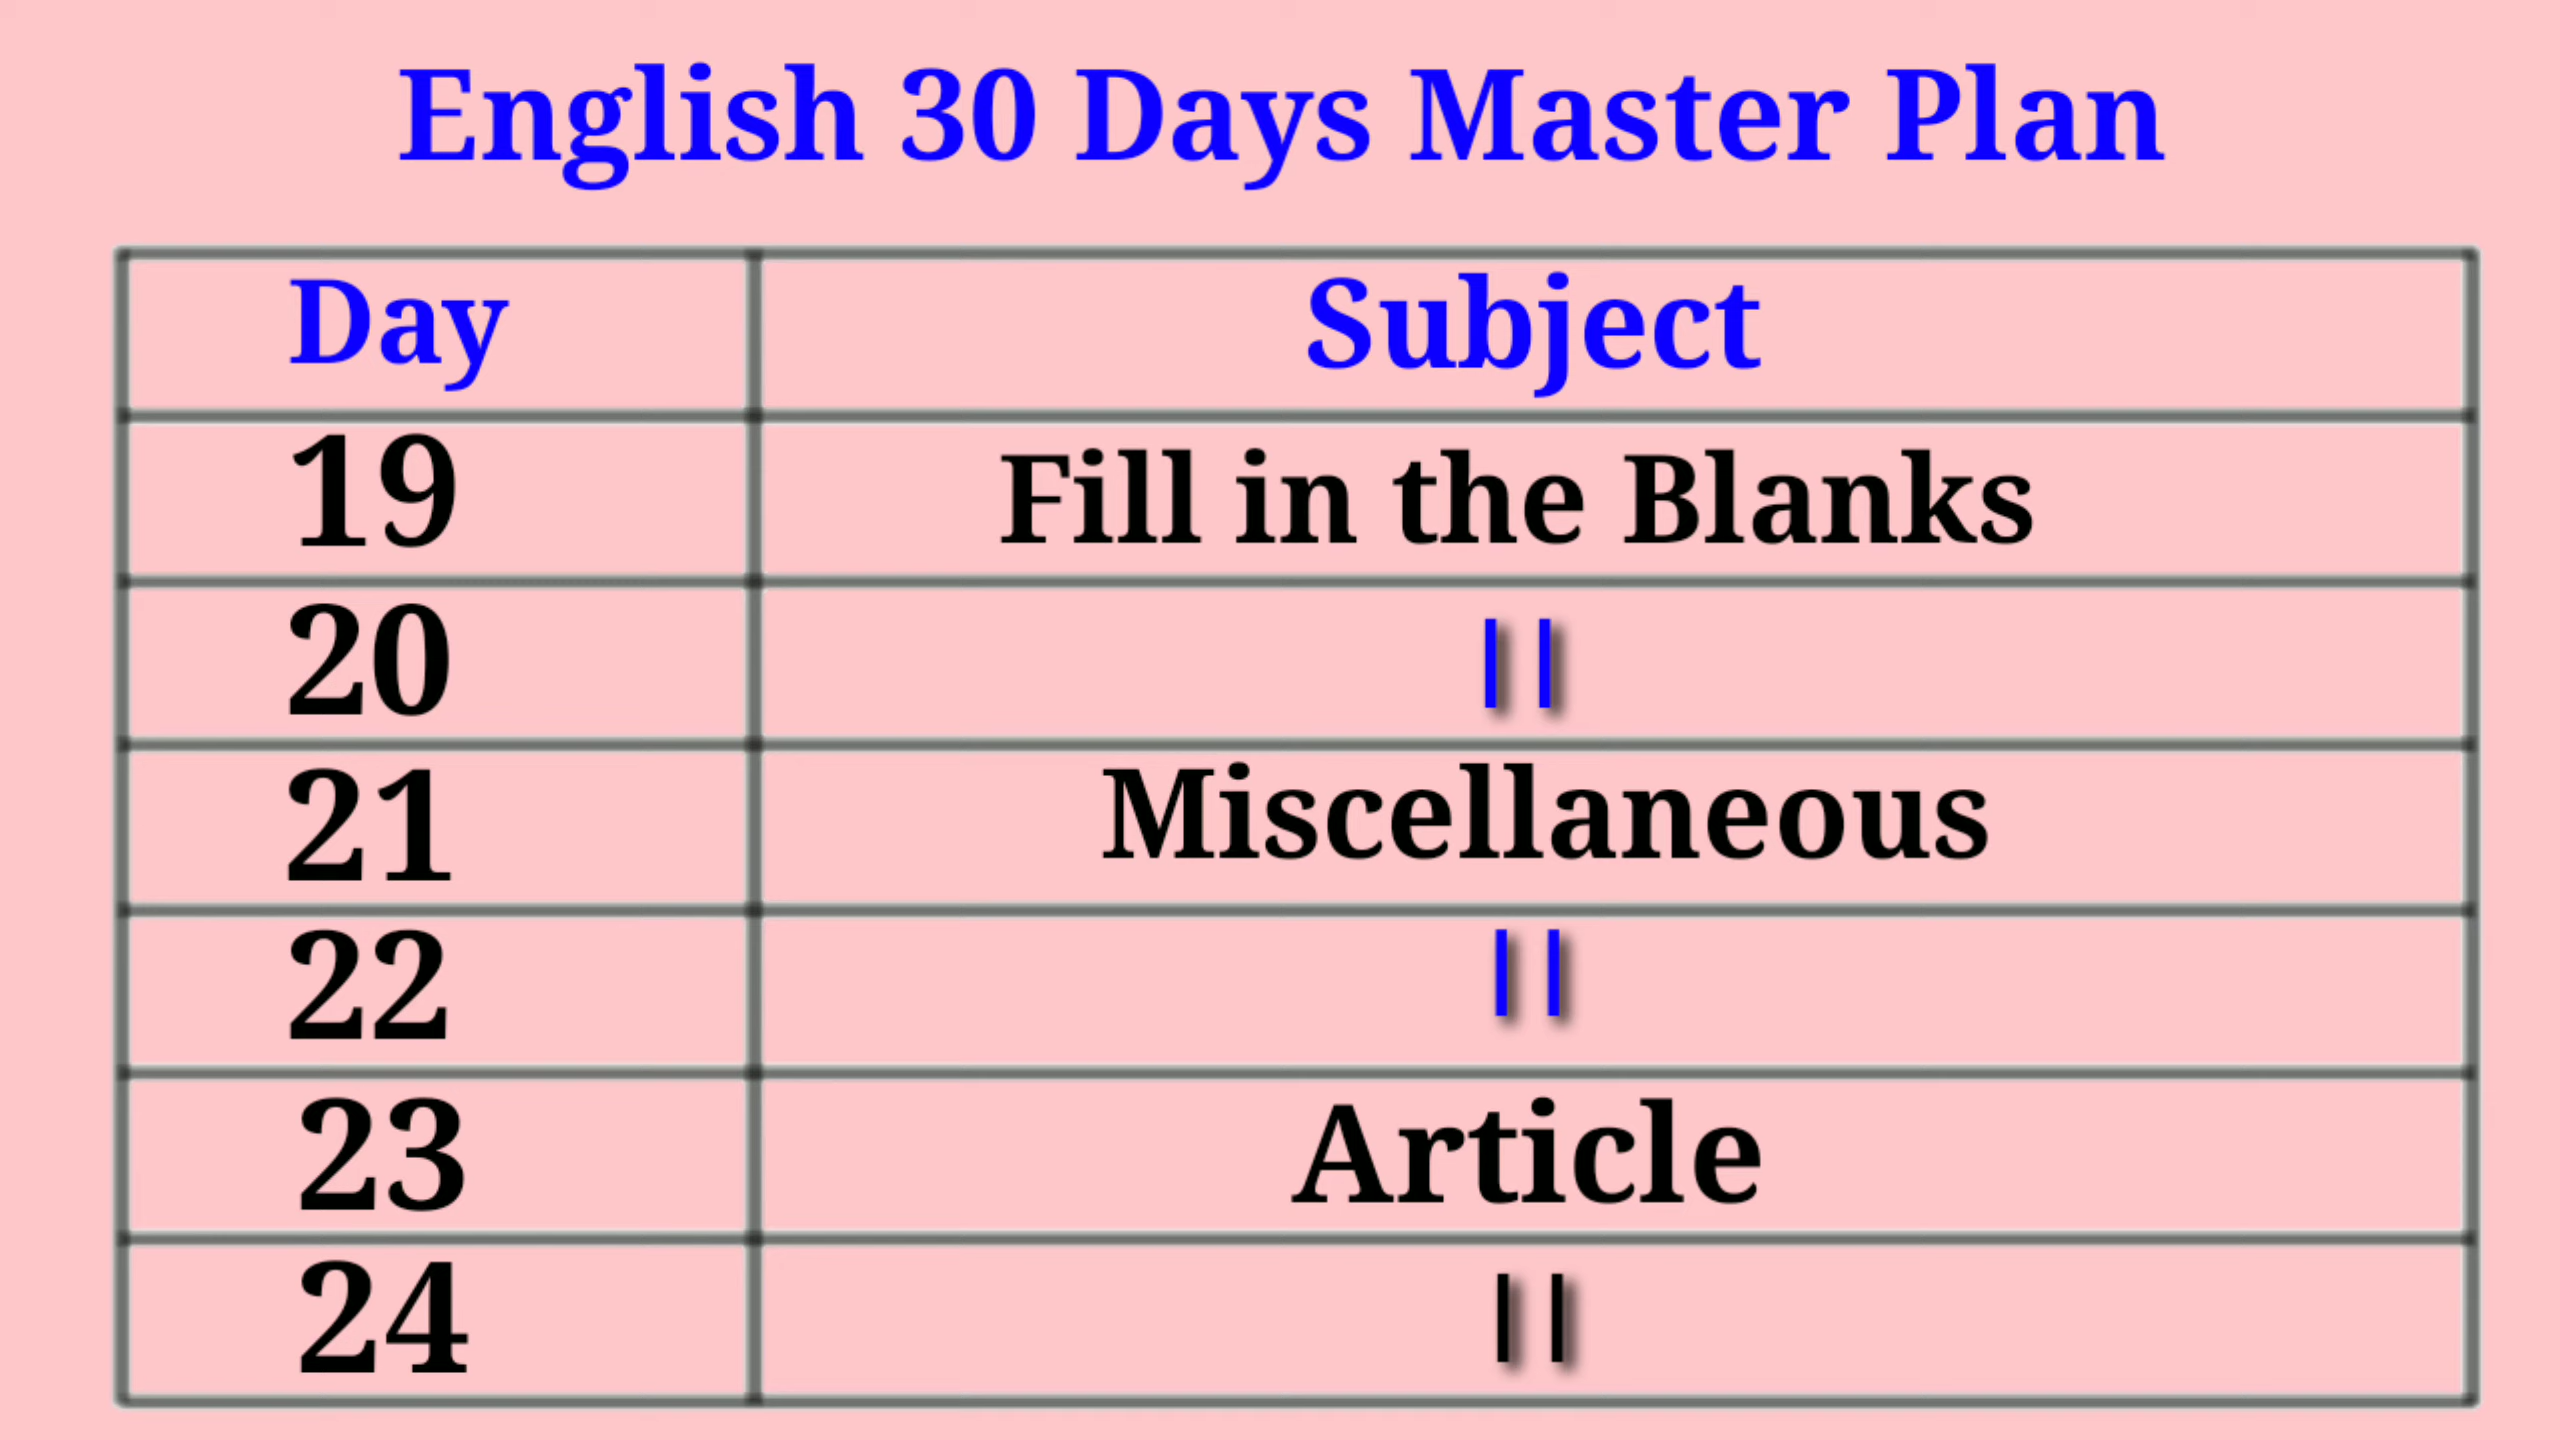 English 30 Days Master Plan
Day Subject
19 Fill in the Blanks
20 ||
21 Miscellaneous
22 ||
23 Article
24 ||